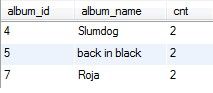 album_id album_name cnt
4 Slumdog 2
5 back in black 2
7 Roja 2